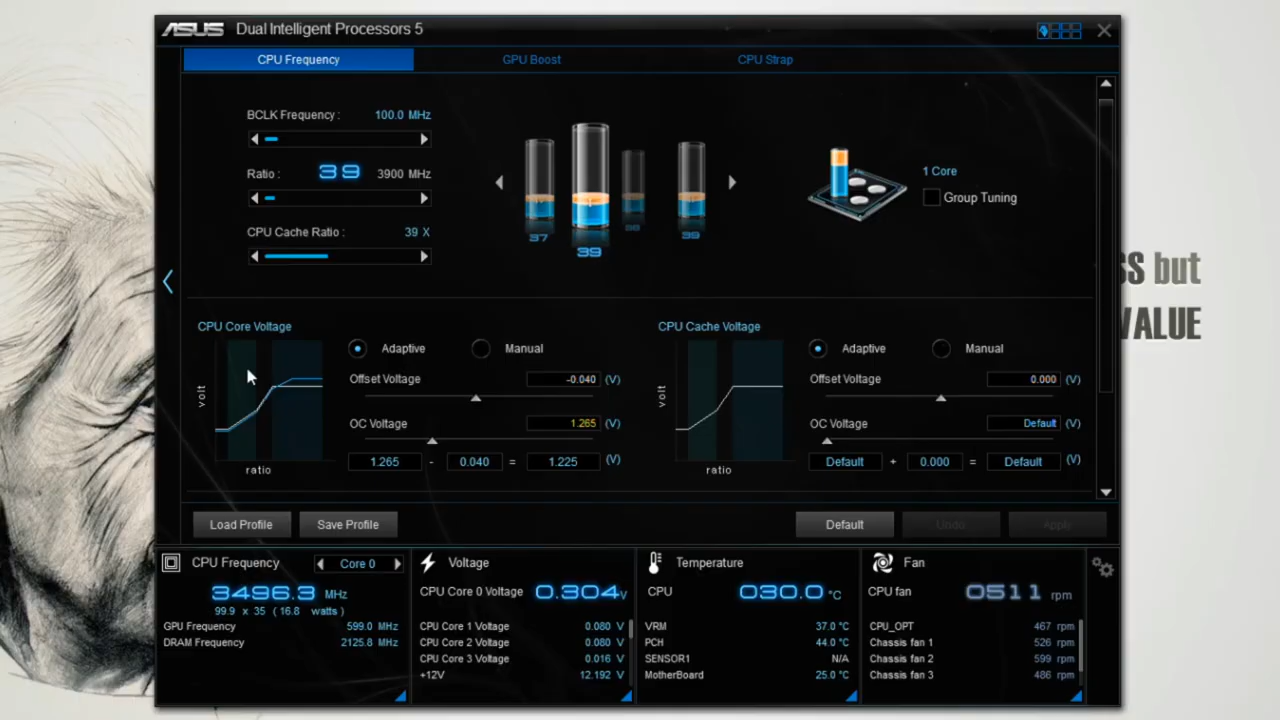 ASUS Dual Intelligent Processors 5
CPU Frequency GPU Boost CPU Strap
BCLK Frequency : 100.0 MHz
Ratio : 39 3900 MHz
CPU Cache Ratio : 39 X
37 39 38 39
1 Core
Group Tuning
SS but
VALUE
CPU Core Voltage
Adaptive Manual
volt
ratio
Offset Voltage -0.040 (V)
OC Voltage 1.265 (V)
1.265 - 0.040 = 1.225 (V)
CPU Cache Voltage
Adaptive Manual
volt
ratio
Offset Voltage 0.000 (V)
OC Voltage Default (V)
Default + 0.000 = Default (V)
Load Profile Save Profile Default Undo Apply
CPU Frequency Core 0
3496.3 MHz
99.9 x 35 ( 16.8 watts )
GPU Frequency 599.0 MHz
DRAM Frequency 2125.8 MHz
Voltage
CPU Core 0 Voltage 0.304 V
CPU Core 1 Voltage 0.080 V
CPU Core 2 Voltage 0.080 V
CPU Core 3 Voltage 0.016 V
+12V 12.192 V
Temperature
CPU 030.0 °C
VRM 37.0 °C
PCH 44.0 °C
SENSOR1 N/A
MotherBoard 25.0 °C
Fan
CPU fan 0511 rpm
CPU_OPT 467 rpm
Chassis fan 1 526 rpm
Chassis fan 2 599 rpm
Chassis fan 3 486 rpm